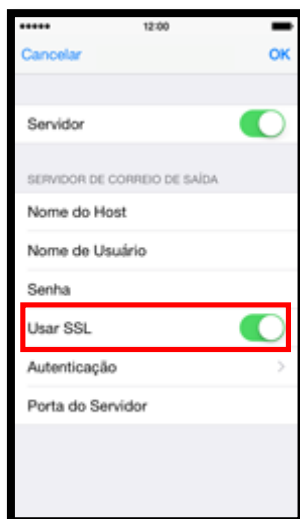 12:00
Cancelar OK
Servidor
SERVIDOR DE CORREIO DE SAÍDA
Nome do Host
Nome de Usuário
Senha
Usar SSL
Autenticação
Porta do Servidor